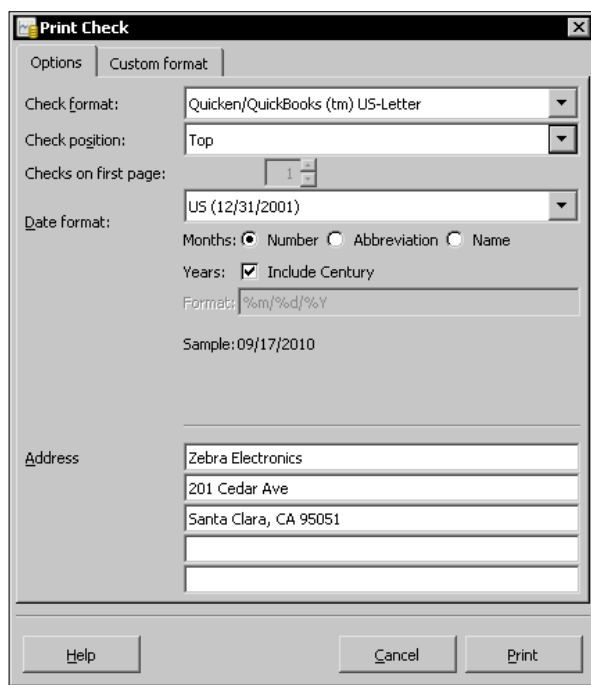 Print Check
Options Custom format
Check format: Quicken/QuickBooks (tm) US-Letter
Check position: Top
Checks on first page: 1
Date format: US (12/31/2001)
Months: Number Abbreviation Name
Years: Include Century
Format: %m/%d/%Y
Sample: 09/17/2010
Address Zebra Electronics
201 Cedar Ave
Santa Clara, CA 95051
Help Cancel Print